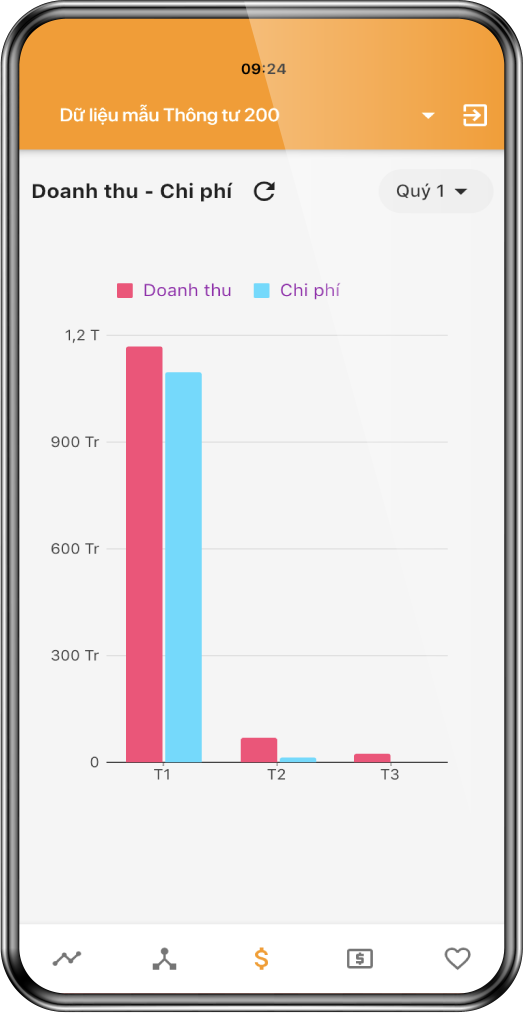 09:24
Dữ liệu mẫu Thông tư 200
Doanh thu - Chi phí
Quý 1
Doanh thu Chi phí
1,2 T
900 Tr
600 Tr
300 Tr
0
T1 T2 T3